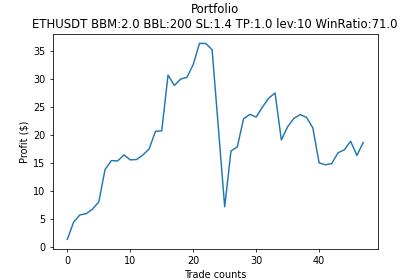 Portfolio
ETHUSDT BBM:2.0 BBL:200 SL:1.4 TP:1.0 lev:10 WinRatio:71.0
35
30
25
20
15
10
5
0
Profit ($)
0 10 20 30 40
Trade counts